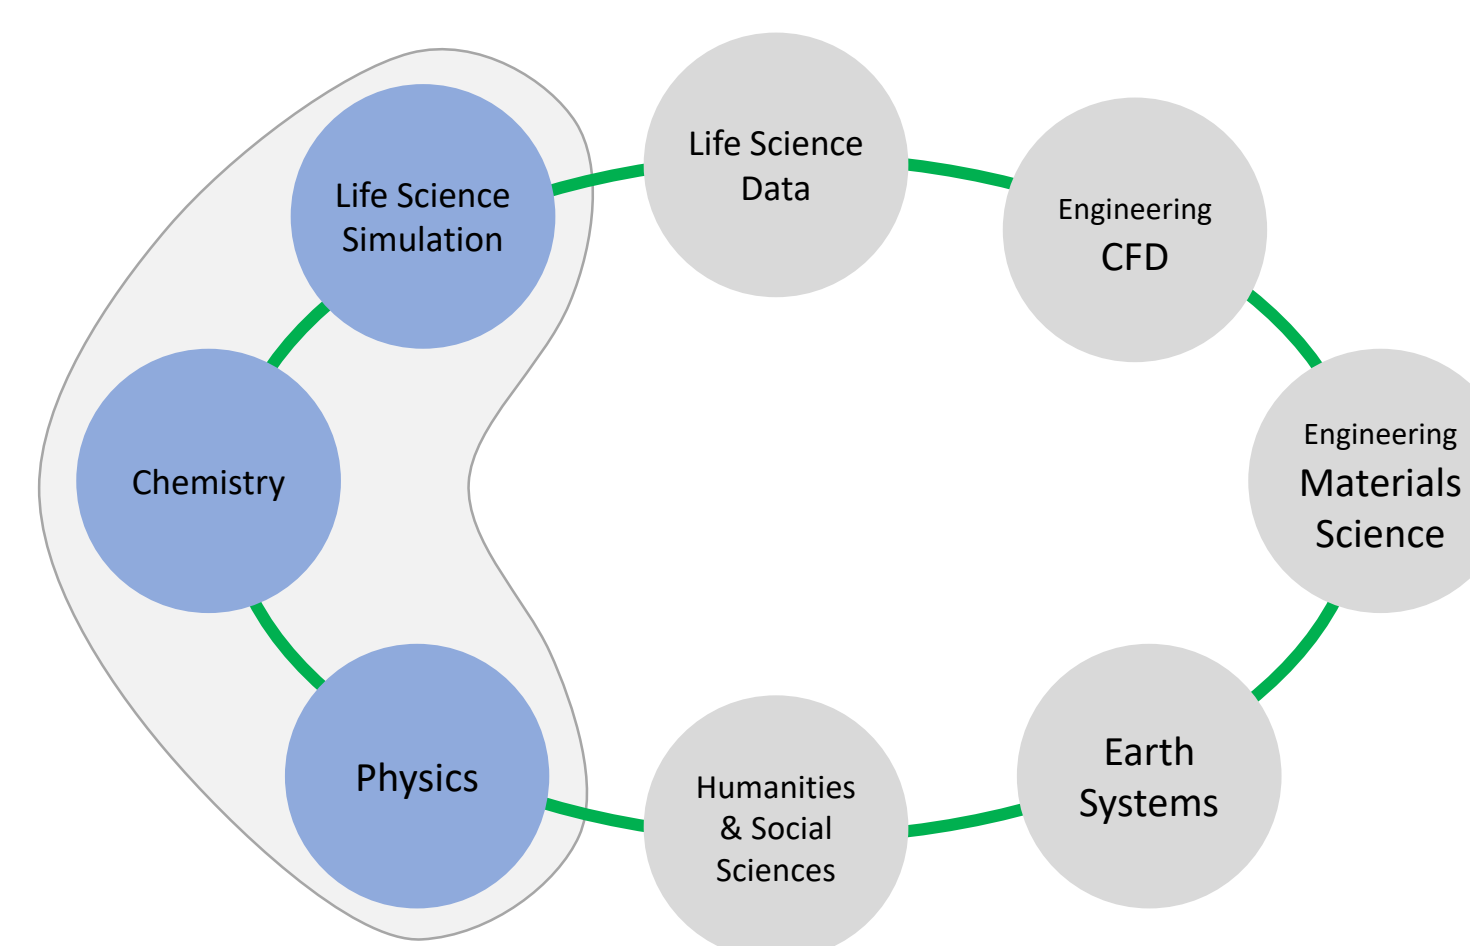 Life Science
Simulation
Life Science
Data
Engineering
CFD
Engineering
Materials
Science
Earth
Systems
Humanities
& Social
Sciences
Physics
Chemistry